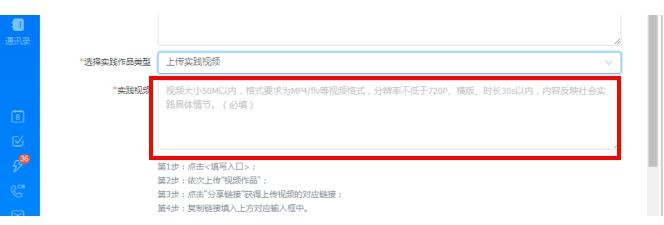 通讯录
*选择实践作品类型 上传实践视频
*实践视频 视频大小50M以内，格式要求为MP4/flv等视频格式，分辨率不低于720P、横版、时长30s以内，内容反映社会实
践具体情节。（必填）
8
36
第1步：点击<填写入口>；
第2步：依次上传“视频作品”；
第3步：点击“分享链接”获得上传视频的对应链接；
第4步：复制链接填入上方对应输入框中。